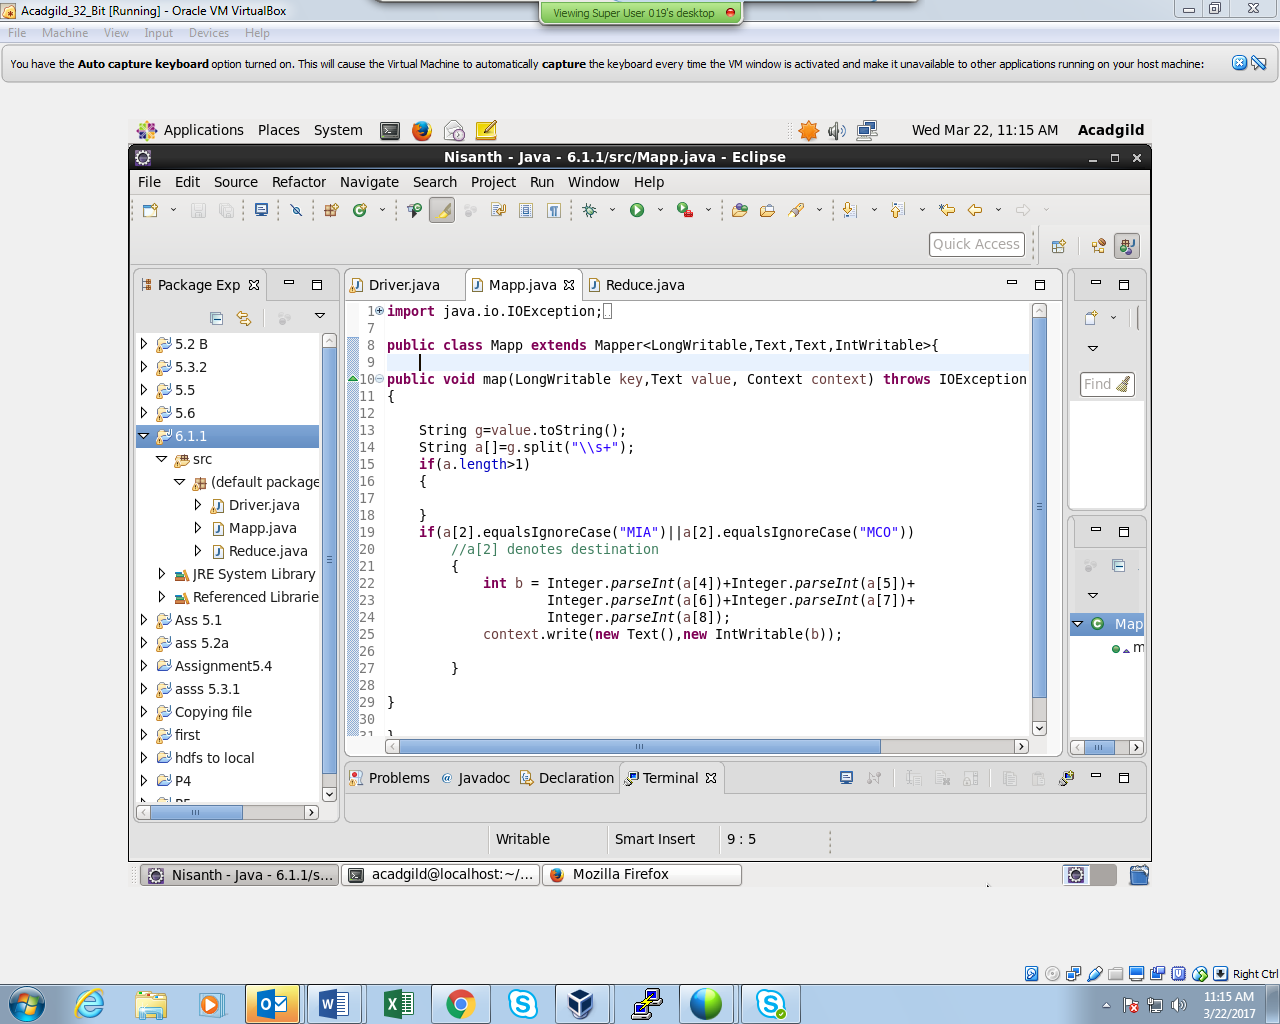 Acadgild_32_Bit [Running] - Oracle VM VirtualBox
Viewing Super User 019's desktop
File Machine View Input Devices Help
You have the Auto capture keyboard option turned on. This will cause the Virtual Machine to automatically capture the keyboard every time the VM window is activated and make it unavailable to other applications running on your host machine:
Applications Places System
Wed Mar 22, 11:15 AM Acadgild
Nisanth - Java - 6.1.1/src/Mapp.java - Eclipse
File Edit Source Refactor Navigate Search Project Run Window Help
Quick Access
Package Exp
5.2 B
5.3.2
5.5
5.6
6.1.1
src
(default package
Driver.java
Mapp.java
Reduce.java
JRE System Library
Referenced Librarie
Ass 5.1
ass 5.2a
Assignment5.4
asss 5.3.1
Copying file
first
hdfs to local
P4
Driver.java Mapp.java Reduce.java
1 import java.io.IOException;
7
8 public class Mapp extends Mapper<LongWritable,Text,Text,IntWritable>{
9
10 public void map(LongWritable key,Text value, Context context) throws IOException
11 {
12
13 String g=value.toString();
14 String a[]=g.split("\\s+");
15 if(a.length>1)
16 {
17
18 }
19 if(a[2].equalsIgnoreCase("MIA")||a[2].equalsIgnoreCase("MCO"))
20 //a[2] denotes destination
21 {
22 int b = Integer.parseInt(a[4])+Integer.parseInt(a[5])+
23 Integer.parseInt(a[6])+Integer.parseInt(a[7])+
24 Integer.parseInt(a[8]);
25 context.write(new Text(),new IntWritable(b));
26
27 }
28
29 }
30
31 }
Find
Map
m
Problems @ Javadoc Declaration Terminal
Writable Smart Insert 9 : 5
Nisanth - Java - 6.1.1/s... acadgild@localhost:~/... Mozilla Firefox
Right Ctrl
11:15 AM
3/22/2017